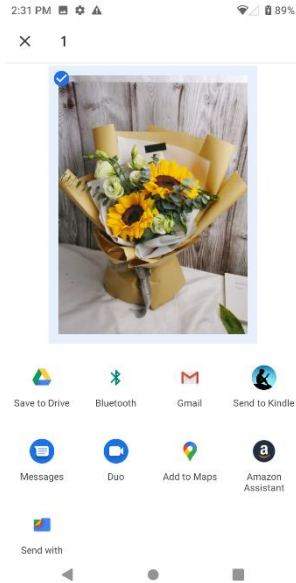 2:31 PM
89%
1
Save to Drive
Bluetooth
Gmail
Send to Kindle
Messages
Duo
Add to Maps
Amazon
Assistant
Send with